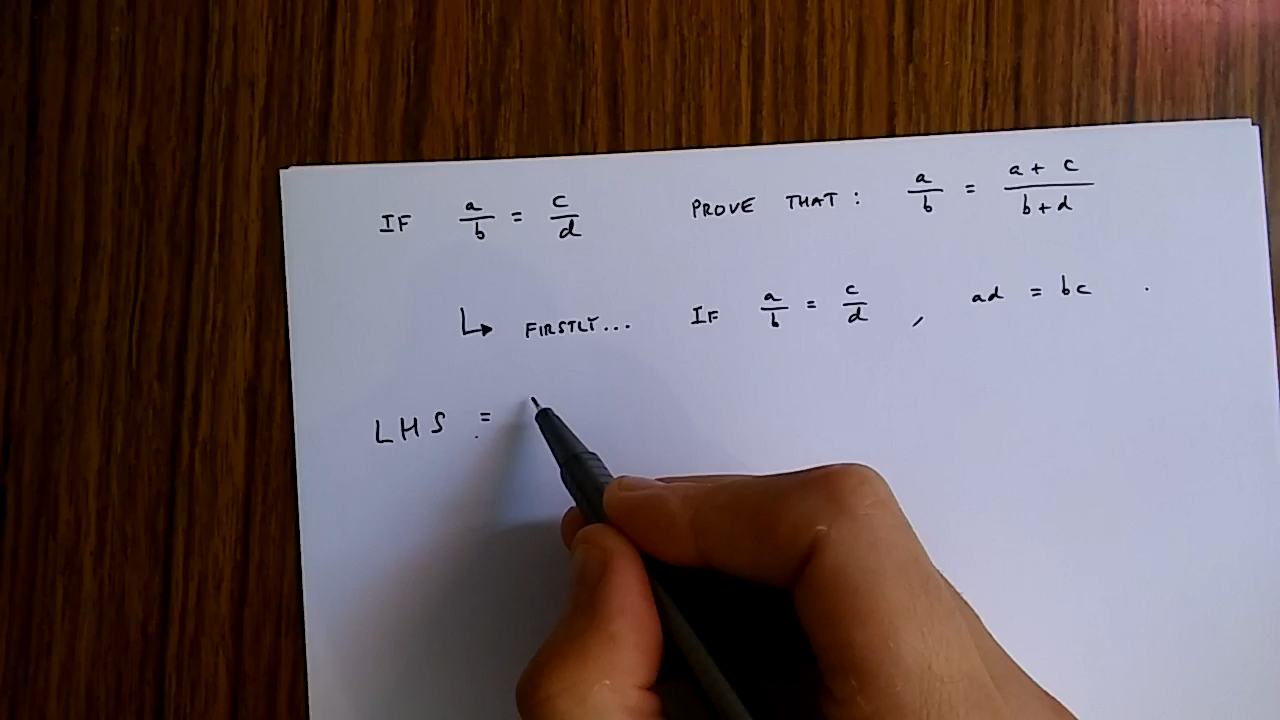 IF a/b = c/d PROVE THAT: a/b = a+c/b+d
↳ FIRSTLY... IF a/b = c/d , ad = bc .
LHS =